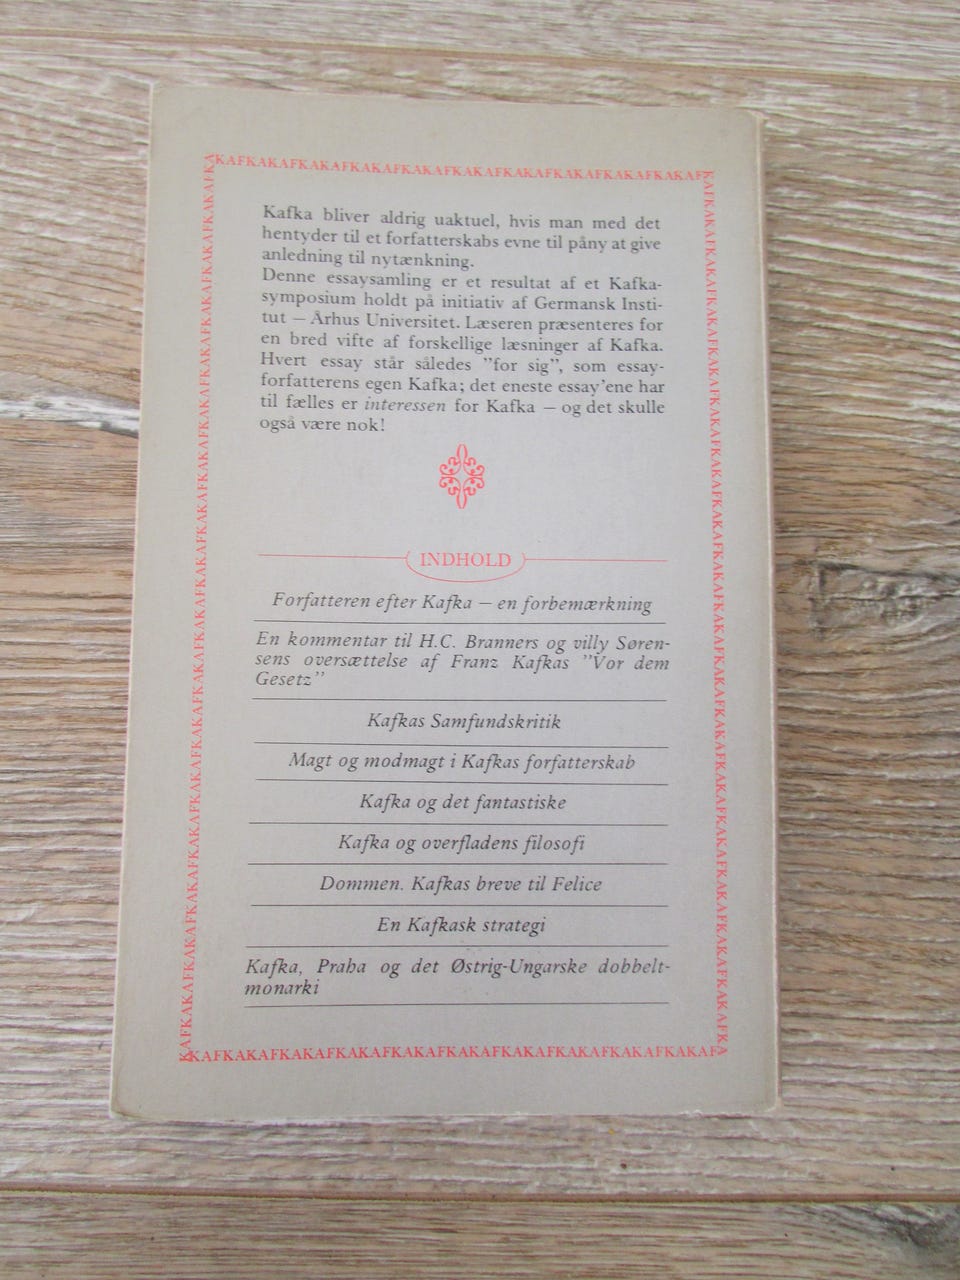 KAFKAKAFKAKAFKAKAFKAKAFKAKAFKAKAFKAKAFKAKAFKAKAFKAKAFK
Kafka bliver aldrig uaktuel, hvis man med det
hentyder til et forfatterskabs evne til påny at give
anledning til nytænkning.
Denne essaysamling er et resultat af et Kafka-
symposium holdt på initiativ af Germansk Insti-
tut – Århus Universitet. Læseren præsenteres for
en bred vifte af forskellige læsninger af Kafka.
Hvert essay står således ”for sig”, som essay-
forfatterens egen Kafka; det eneste essay’ene har
til fælles er interessen for Kafka – og det skulle
også være nok!
INDHOLD
Forfatteren efter Kafka – en forbemærkning
En kommentar til H.C. Branners og villy Søren-
sens oversættelse af Franz Kafkas ”Vor dem
Gesetz”
Kafkas Samfundskritik
Magt og modmagt i Kafkas forfatterskab
Kafka og det fantastiske
Kafka og overfladens filosofi
Dommen. Kafkas breve til Felice
En Kafkask strategi
Kafka, Praha og det Østrig-Ungarske dobbelt-
monarki